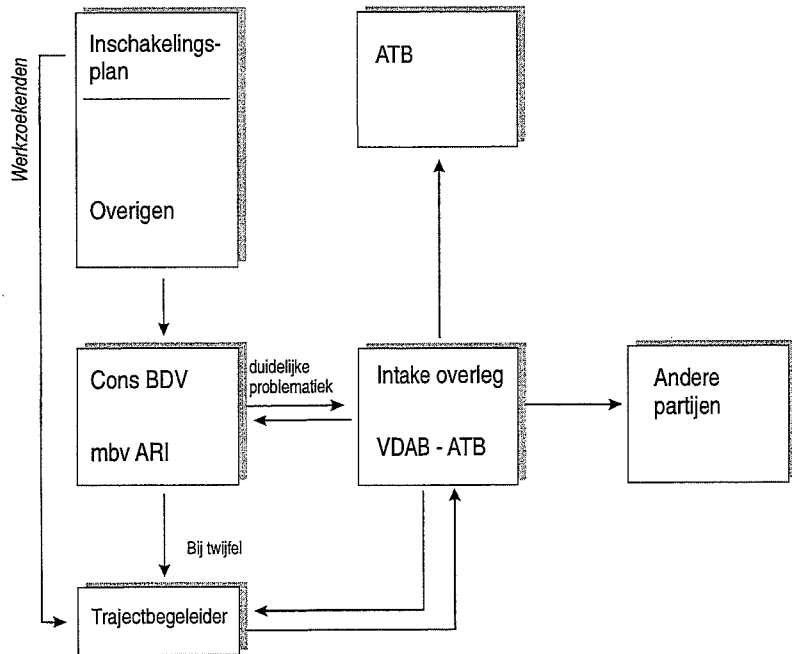 Werkzoekenden
Inschakelings-
plan
Overigen
ATB
Cons BDV
mbv ARI
duidelijke
problematiek
Intake overleg
VDAB - ATB
Andere
partijen
Bij twijfel
Trajectbegeleider